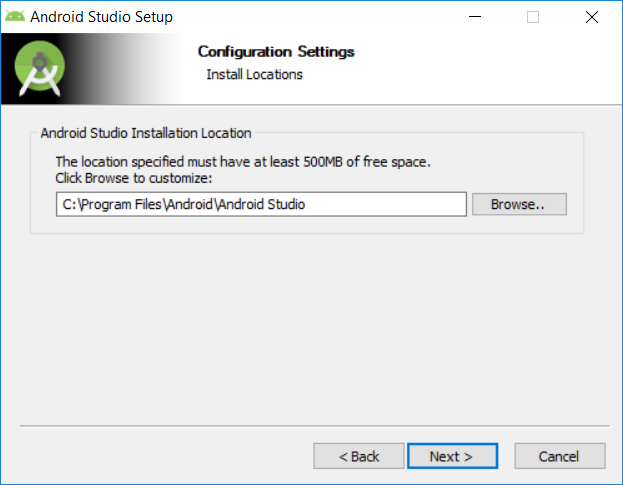 Android Studio Setup
Configuration Settings
Install Locations
Android Studio Installation Location
The location specified must have at least 500MB of free space.
Click Browse to customize:
C:\Program Files\Android\Android Studio
Browse..
< Back
Next >
Cancel